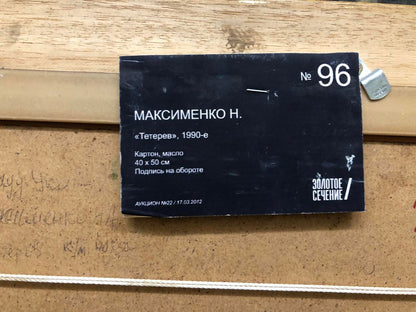 № 96
МАКСИМЕНКО Н.
«Тетерев», 1990-е
Картон, масло
40 х 50 см
Подпись на обороте
ЗОЛОТОЕ
СЕЧЕНИЕ/
АУКЦИОН №22 / 17.03.2012